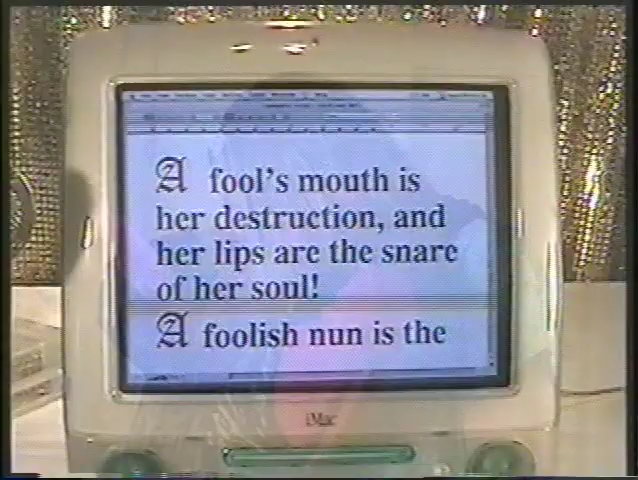 A fool's mouth is
her destruction, and
her lips are the snare
of her soul!
A foolish nun is the
iMac